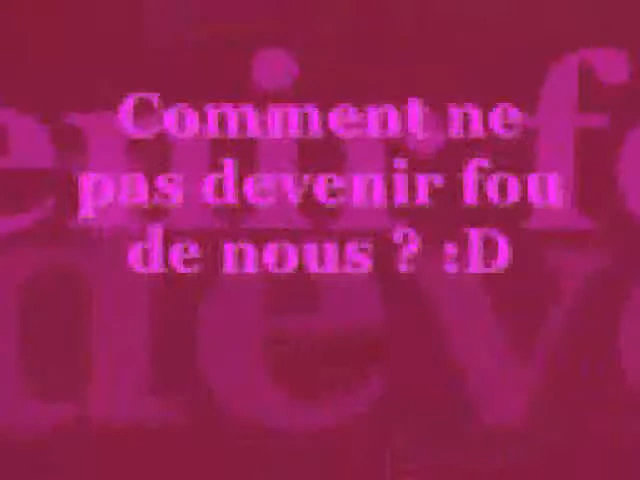 Comment ne
pas devenir fou
de nous ? :D